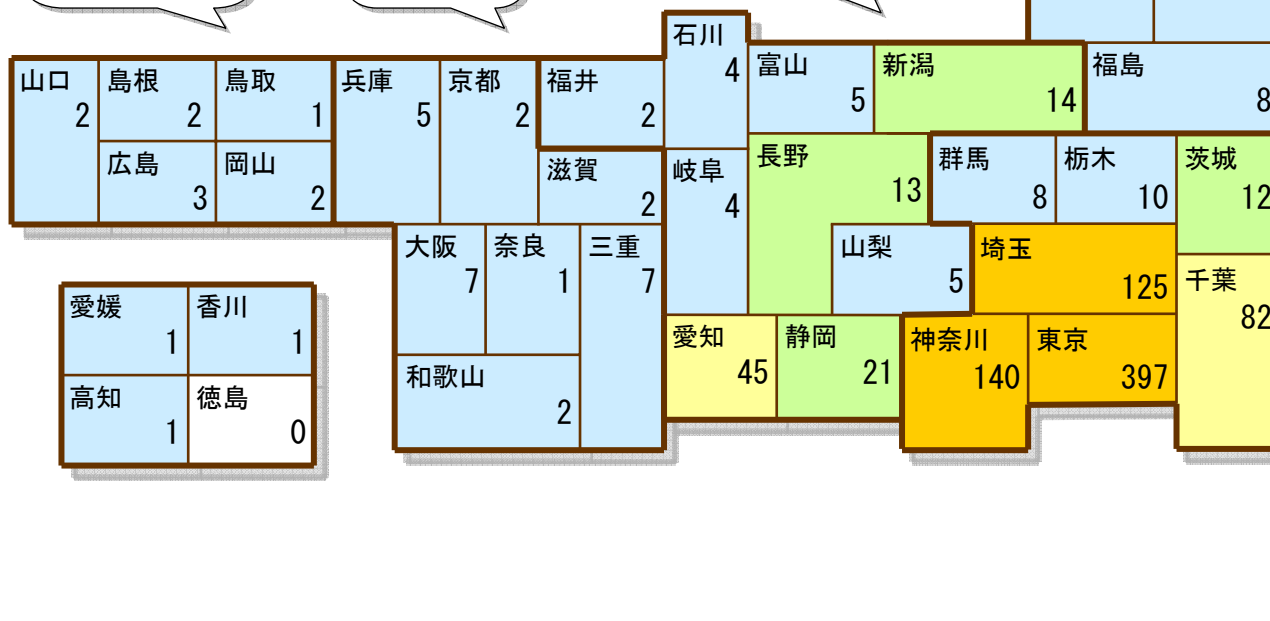 石川
4
富山
5
新潟
14
福島
8
山口
2
島根
2
鳥取
1
兵庫
5
京都
2
福井
2
広島
3
岡山
2
滋賀
2
岐阜
4
長野
13
群馬
8
栃木
10
茨城
12
大阪
7
奈良
1
三重
7
山梨
5
埼玉
125
千葉
82
愛媛
1
香川
1
愛知
45
静岡
21
神奈川
140
東京
397
和歌山
2
高知
1
徳島
0